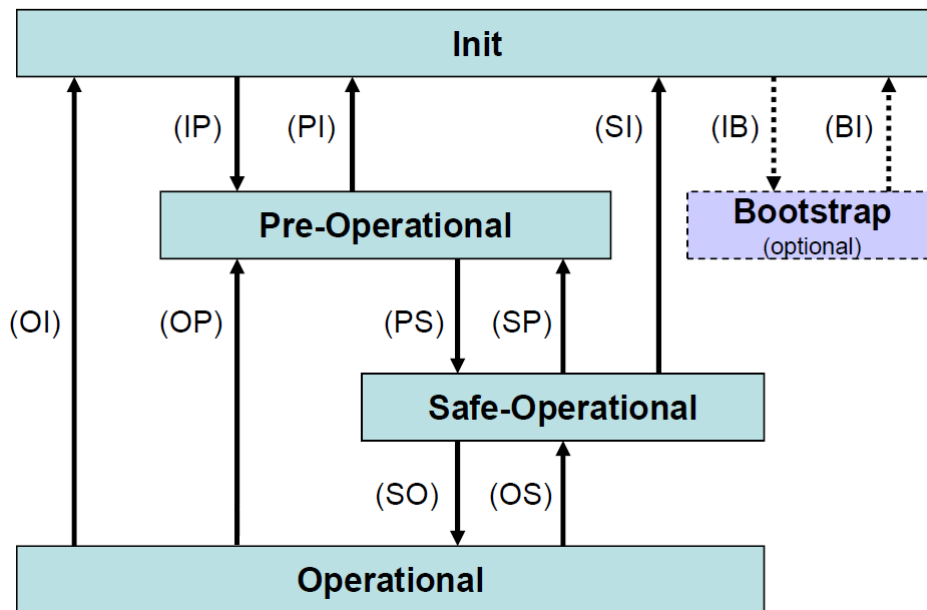 Init
(IP)
(PI)
(SI)
(IB)
(BI)
Pre-Operational
Bootstrap
(optional)
(OI)
(OP)
(PS)
(SP)
Safe-Operational
(SO)
(OS)
Operational